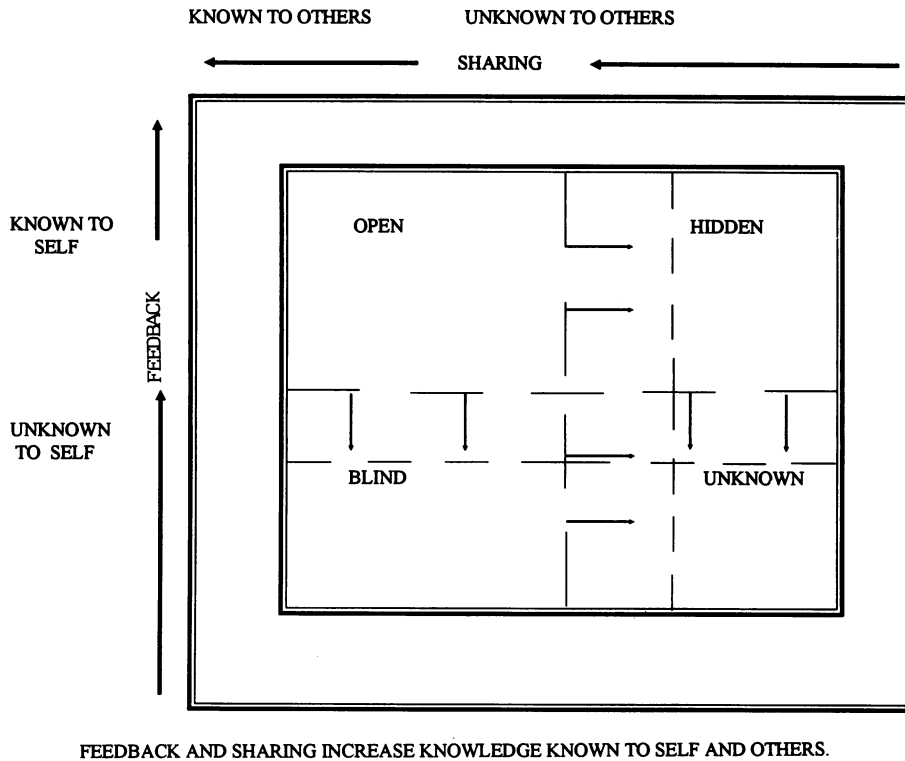 KNOWN TO OTHERS
UNKNOWN TO OTHERS
SHARING
KNOWN TO
SELF
OPEN
HIDDEN
FEEDBACK
UNKNOWN
TO SELF
BLIND
UNKNOWN
FEEDBACK AND SHARING INCREASE KNOWLEDGE KNOWN TO SELF AND OTHERS.